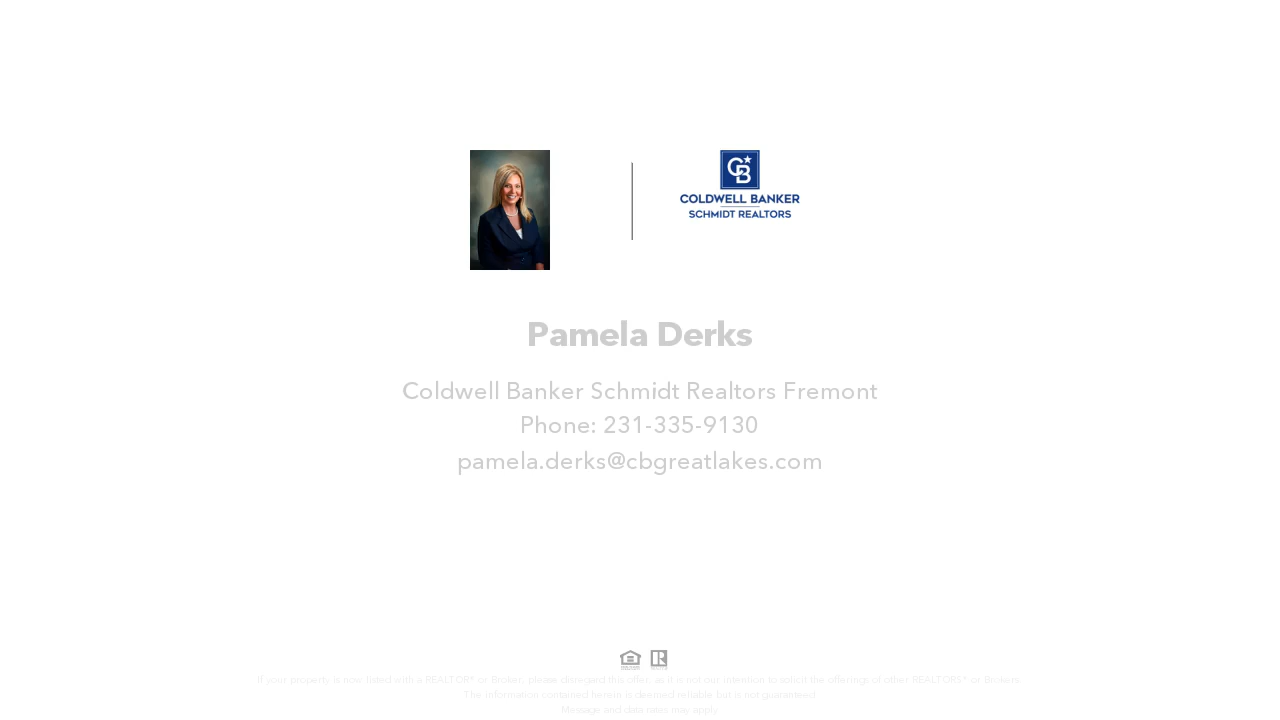 CB
COLDWELL BANKER
SCHMIDT REALTORS
Pamela Derks
Coldwell Banker Schmidt Realtors Fremont
Phone: 231-335-9130
pamela.derks@cbgreatlakes.com
If your property is now listed with a REALTOR® or Broker, please disregard this offer, as it is not our intention to solicit the offerings of other REALTORS® or Brokers.
The information contained herein is deemed reliable but is not guaranteed.
Message and data rates may apply.